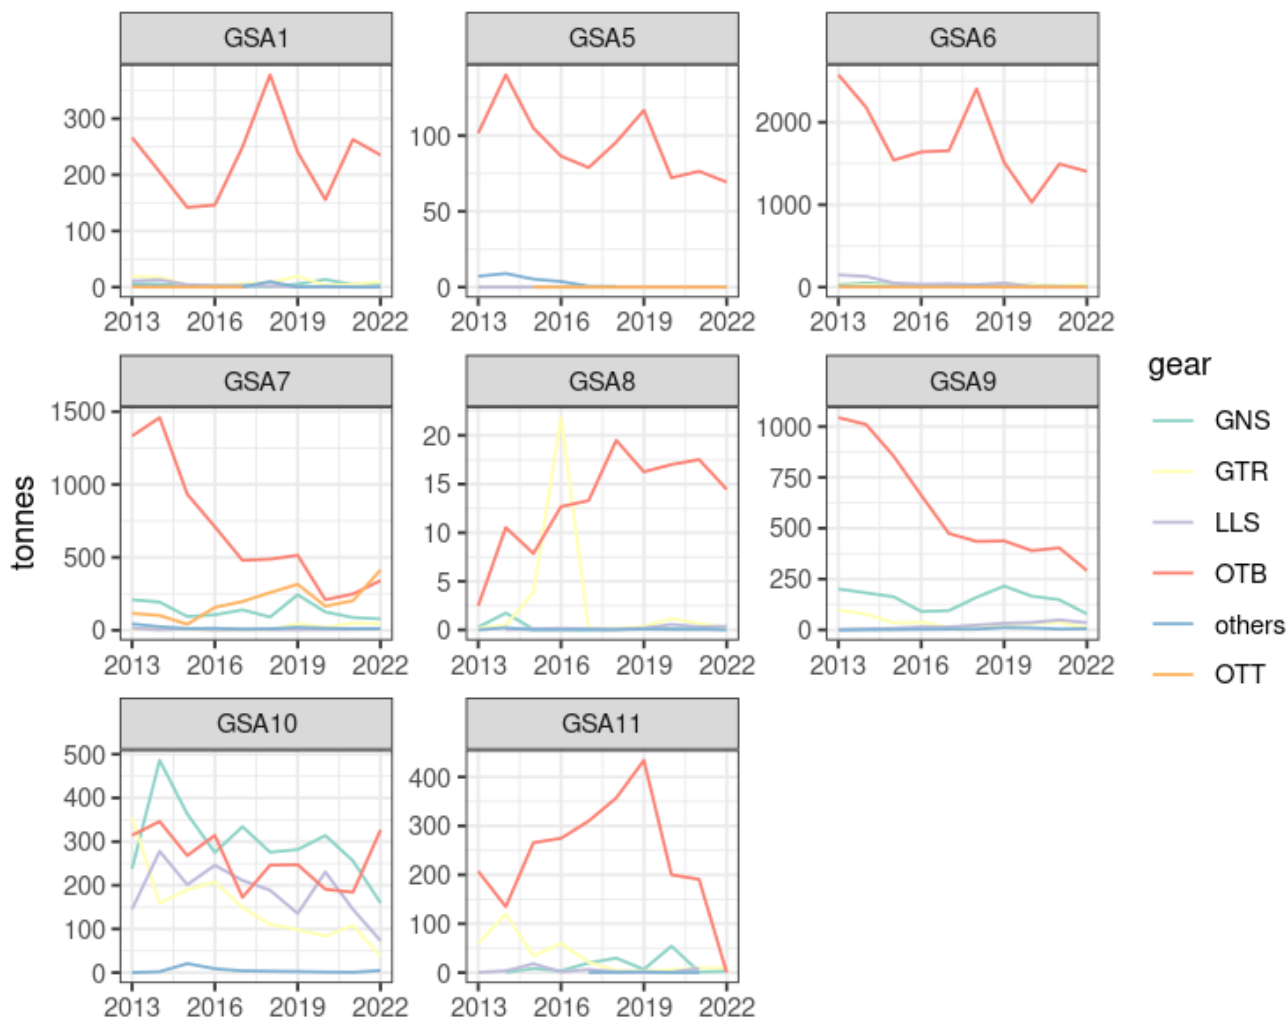 GSA1 GSA5 GSA6
300
200
100
0
100
50
0
2000
1000
0
2013 2016 2019 2022 2013 2016 2019 2022 2013 2016 2019 2022
GSA7 GSA8 GSA9
1500
1000
500
0
20
15
10
5
0
1000
750
500
250
0
2013 2016 2019 2022 2013 2016 2019 2022 2013 2016 2019 2022
GSA10 GSA11
500
400
300
200
100
0
400
300
200
100
0
2013 2016 2019 2022 2013 2016 2019 2022
tonnes
gear
GNS
GTR
LLS
OTB
others
OTT